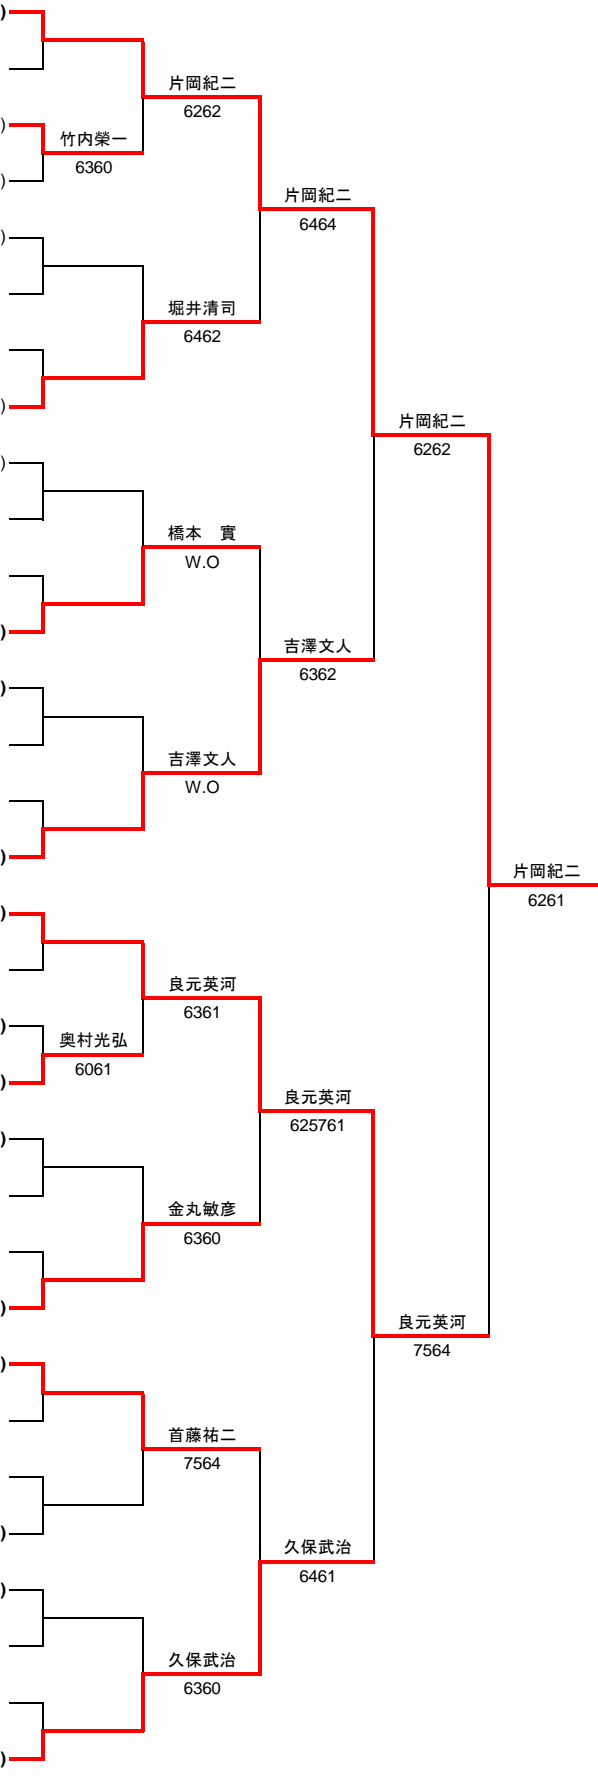 )
片岡紀二
6262
)
竹内榮一
6360
)
片岡紀二
6464
)
堀井清司
6462
)
片岡紀二
6262
)
橋本　實
W.O
)
吉澤文人
6362
)
吉澤文人
W.O
)
片岡紀二
6261
)
良元英河
6361
)
奥村光弘
6061
)
良元英河
625761
)
金丸敏彦
6360
)
良元英河
7564
)
首藤祐二
7564
)
久保武治
6461
)
久保武治
6360
)